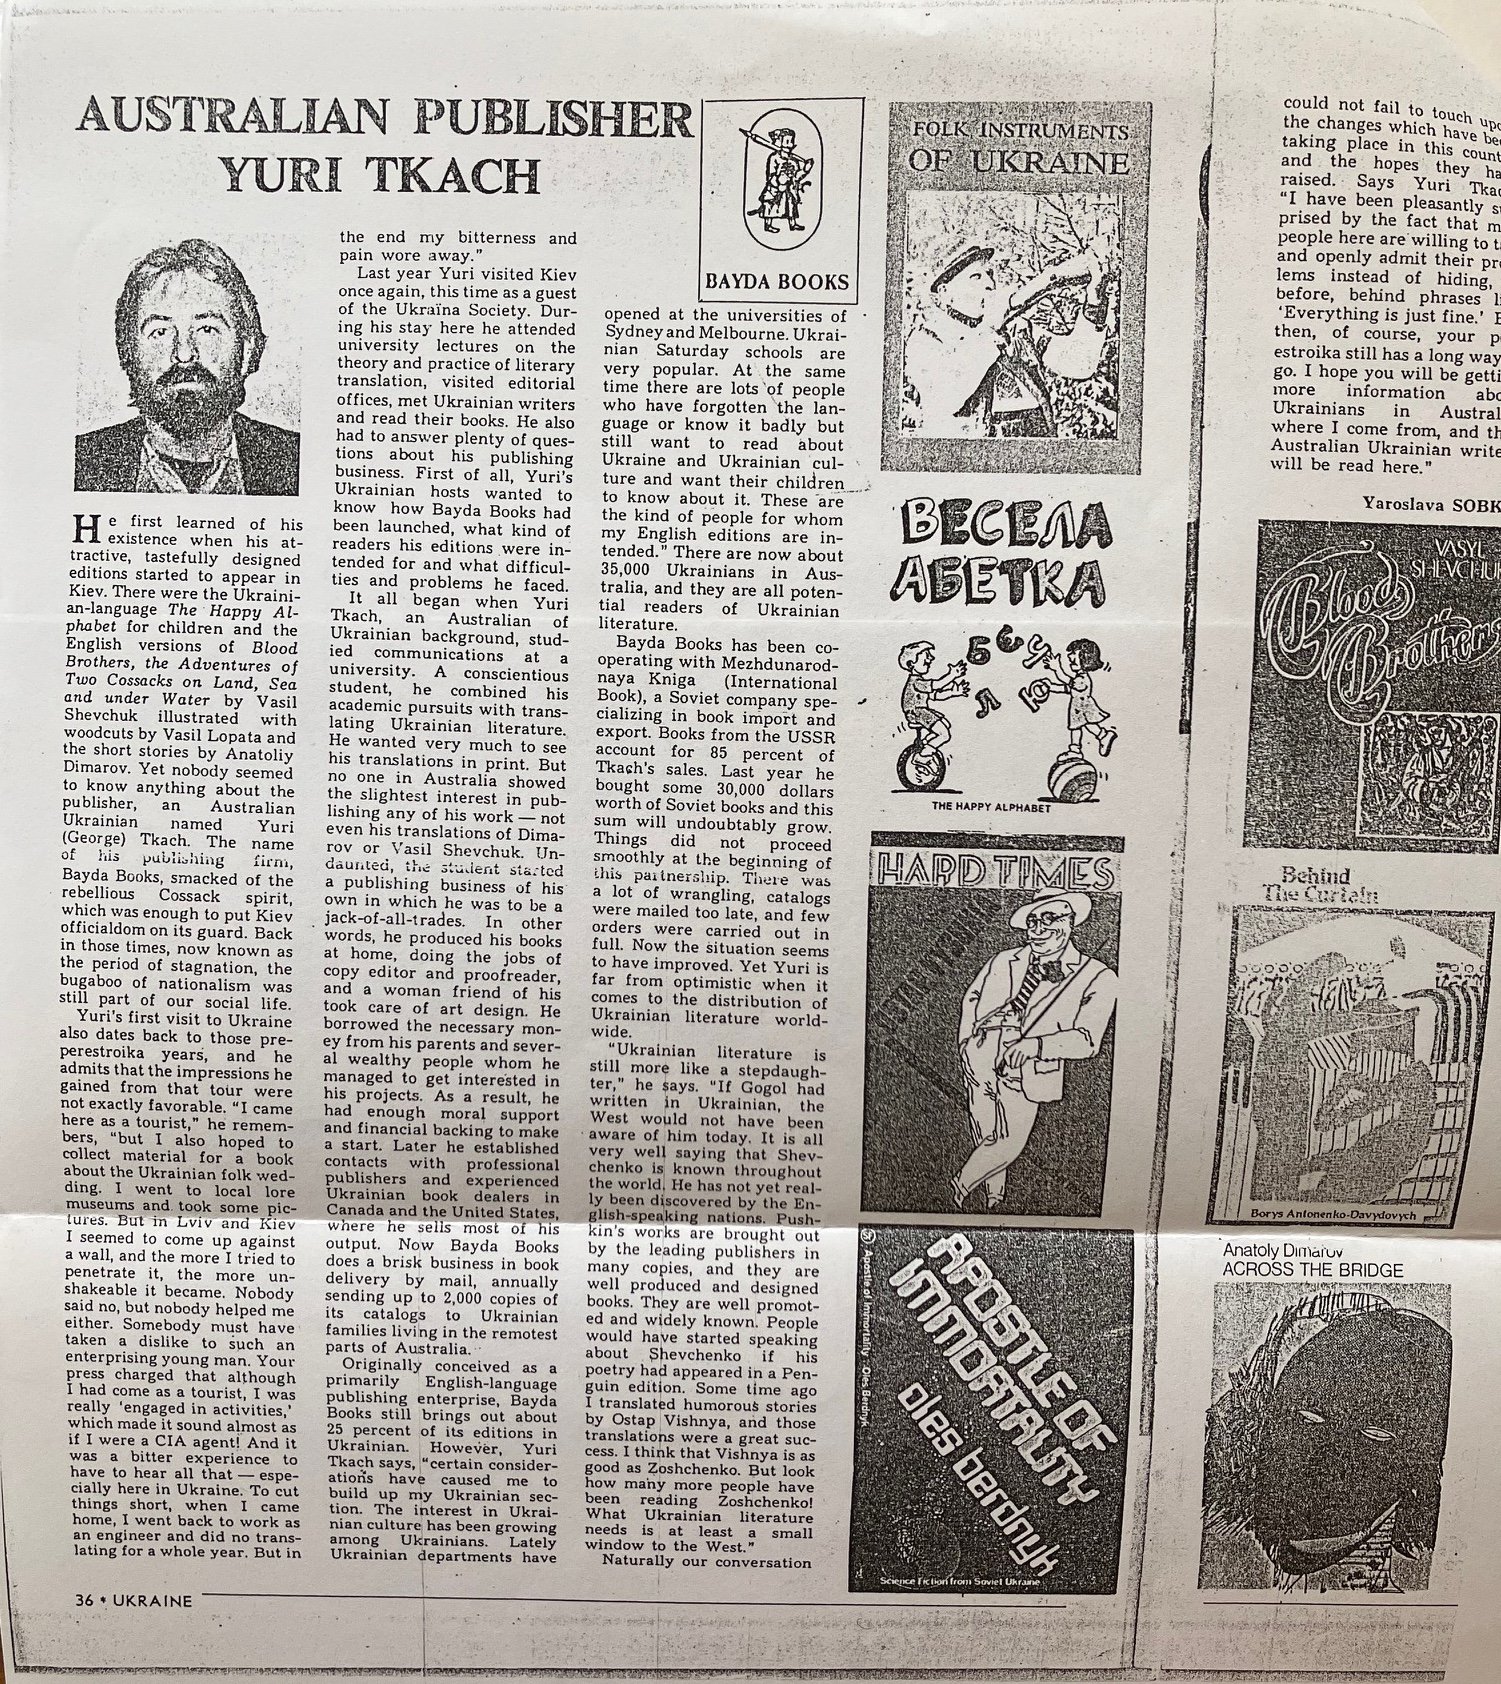 AUSTRALIAN PUBLISHER
YURI TKACH
He first learned of his
existence when his at-
tractive, tastefully designed
editions started to appear in
Kiev. There were the Ukraini-
an-language The Happy Al-
phabet for children and the
English versions of Blood
Brothers, the Adventures of
Two Cossacks on Land, Sea
and under Water by Vasil
Shevchuk illustrated with
woodcuts by Vasil Lopata and
the short stories by Anatoliy
Dimarov. Yet nobody seemed
to know anything about the
publisher, an Australian
Ukrainian named Yuri
(George) Tkach. The name
of his publishing firm,
Bayda Books, smacked of the
rebellious Cossack spirit,
which was enough to put Kiev
officialdom on its guard. Back
in those times, now known as
the period of stagnation, the
bugaboo of nationalism was
still part of our social life.
Yuri's first visit to Ukraine
also dates back to those pre-
perestroika years, and he
admits that the impressions he
gained from that tour were
not exactly favorable. "I came
here as a tourist," he remem-
bers, "but I also hoped to
collect material for a book
about the Ukrainian folk wed-
ding. I went to local lore
museums and took some pic-
tures. But in Lviv and Kiev
I seemed to come up against
a wall, and the more I tried to
penetrate it, the more un-
shakeable it became. Nobody
said no, but nobody helped me
either. Somebody must have
taken a dislike to such an
enterprising young man. Your
press charged that although
I had come as a tourist, I was
really 'engaged in activities,'
which made it sound almost as
if I were a CIA agent! And it
was a bitter experience to
have to hear all that — espe-
cially here in Ukraine. To cut
things short, when I came
home, I went back to work as
an engineer and did no trans-
lating for a whole year. But in
the end my bitterness and
pain wore away."
Last year Yuri visited Kiev
once again, this time as a guest
of the Ukraina Society. Dur-
ing his stay here he attended
university lectures on the
theory and practice of literary
translation, visited editorial
offices, met Ukrainian writers
and read their books. He also
had to answer plenty of ques-
tions about his publishing
business. First of all, Yuri's
Ukrainian hosts wanted to
know how Bayda Books had
been launched, what kind of
readers his editions were in-
tended for and what difficul-
ties and problems he faced.
It all began when Yuri
Tkach, an Australian of
Ukrainian background, stud-
ied communications at a
university. A conscientious
student, he combined his
academic pursuits with trans-
lating Ukrainian literature.
He wanted very much to see
his translations in print. But
no one in Australia showed
the slightest interest in pub-
lishing any of his work — not
even his translations of Dima-
rov or Vasil Shevchuk. Un-
daunted, the student started
a publishing business of his
own in which he was to be a
jack-of-all-trades. In other
words, he produced his books
at home, doing the jobs of
copy editor and proofreader,
and a woman friend of his
took care of art design. He
borrowed the necessary mon-
ey from his parents and sever-
al wealthy people whom he
managed to get interested in
his projects. As a result, he
had enough moral support
and financial backing to make
a start. Later he established
contacts with professional
publishers and experienced
Ukrainian book dealers in
Canada and the United States,
where he sells most of his
output. Now Bayda Books
does a brisk business in book
delivery by mail, annually
sending up to 2,000 copies of
its catalogs to Ukrainian
families living in the remotest
parts of Australia.
Originally conceived as a
primarily English-language
publishing enterprise, Bayda
Books still brings out about
25 percent of its editions in
Ukrainian. However, Yuri
Tkach says, "certain consider-
ations have caused me to
build up my Ukrainian sec-
tion. The interest in Ukrai-
nian culture has been growing
among Ukrainians. Lately
Ukrainian departments have
BAYDA BOOKS
opened at the universities of
Sydney and Melbourne. Ukrai-
nian Saturday schools are
very popular. At the same
time there are lots of people
who have forgotten the lan-
guage or know it badly but
still want to read about
Ukraine and Ukrainian cul-
ture and want their children
to know about it. These are
the kind of people for whom
my English editions are in-
tended." There are now about
35,000 Ukrainians in Aus-
tralia, and they are all poten-
tial readers of Ukrainian
literature.
Bayda Books has been co-
operating with Mezhdunarod-
naya Kniga (International
Book), a Soviet company spe-
cializing in book import and
export. Books from the USSR
account for 85 percent of
Tkach's sales. Last year he
bought some 30,000 dollars
worth of Soviet books and this
sum will undoubtably grow.
Things did not proceed
smoothly at the beginning of
this partnership. There was
a lot of wrangling, catalogs
were mailed too late, and few
orders were carried out in
full. Now the situation seems
to have improved. Yet Yuri is
far from optimistic when it
comes to the distribution of
Ukrainian literature world-
wide.
"Ukrainian literature is
still more like a stepdaugh-
ter," he says. "If Gogol had
written in Ukrainian, the
West would not have been
aware of him today. It is all
very well saying that Shev-
chenko is known throughout
the world. He has not yet real-
ly been discovered by the En-
glish-speaking nations. Push-
kin's works are brought out
by the leading publishers in
many copies, and they are
well produced and designed
books. They are well promot-
ed and widely known. People
would have started speaking
about Shevchenko if his
poetry had appeared in a Pen-
guin edition. Some time ago
I translated humorous stories
by Ostap Vishnya, and those
translations were a great suc-
cess. I think that Vishnya is as
good as Zoshchenko. But look
how many more people have
been reading Zoshchenko!
What Ukrainian literature
needs is at least a small
window to the West."
Naturally our conversation
36 • UKRAINE
FOLK INSTRUMENTS
OF UKRAINE
ВЕСЕЛА
АБЕТКА
THE HAPPY ALPHABET
HARD TIMES
APOSTLE OF
IMMORTALITY
oles berdnyk
Apostle of Immortality Oles Berdnyk
Science Fiction from Soviet Ukraine
could not fail to touch
the changes which have
taking place in this
and the hopes they
raised. Says Yuri
"I have been pleasantly
prised by the fact that
people here are willing to
and openly admit their
lems instead of hiding,
before, behind phrases
'Everything is just fine.'
then, of course, your
estroika still has a long way
go. I hope you will be
more information
Ukrainians in
where I come from, and
Australian Ukrainian
will be read here."
Yaroslava SOBK
VASYL
SHEVCHUK
Blood
Brothers
Behind
The Curtain
Borys Antonenko-Davydovych
Anatoly Dimarov
ACROSS THE BRIDGE